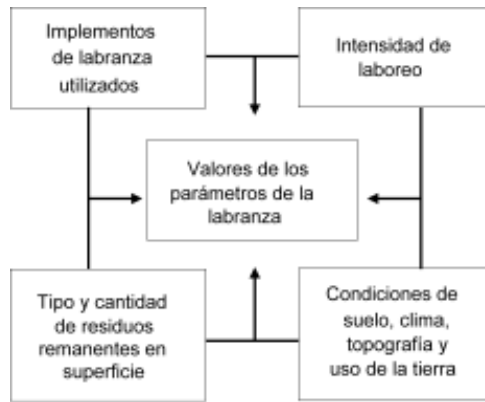 Implementos
de labranza
utilizados
Intensidad de
laboreo
Valores de los
parámetros de la
labranza
Tipo y cantidad
de residuos
remanentes en
superficie
Condiciones de
suelo, clima,
topografía y
uso de la tierra